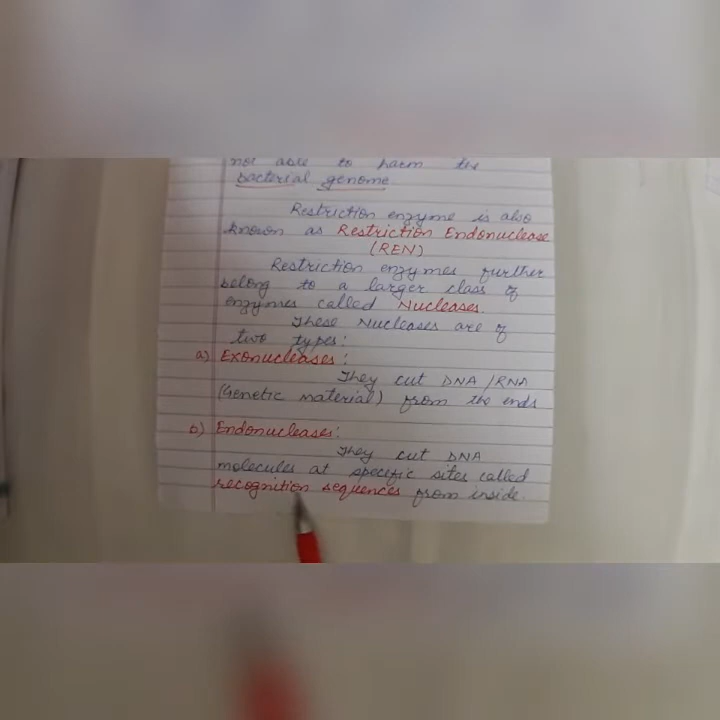 not able to harm the
bacterial genome
Restriction enzyme is also
known as Restriction Endonuclease
(REN)
Restriction enzymes further
belong to a larger class of
enzymes called Nucleases.
These Nucleases are of
two types:
a) Exonucleases:
They cut DNA/RNA
(Genetic material) from the ends
b) Endonucleases:
They cut DNA
molecules at specific sites called
recognition sequences from inside.